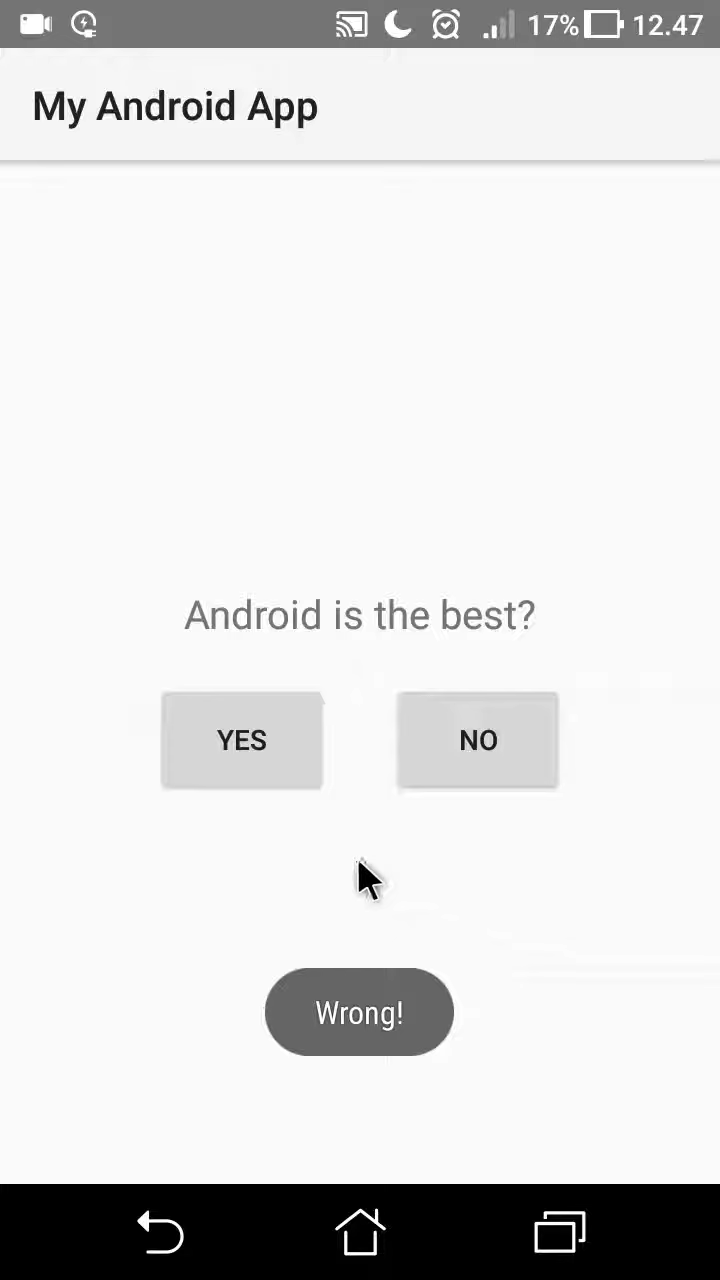 17% 12.47
My Android App
Android is the best?
YES NO
Wrong!